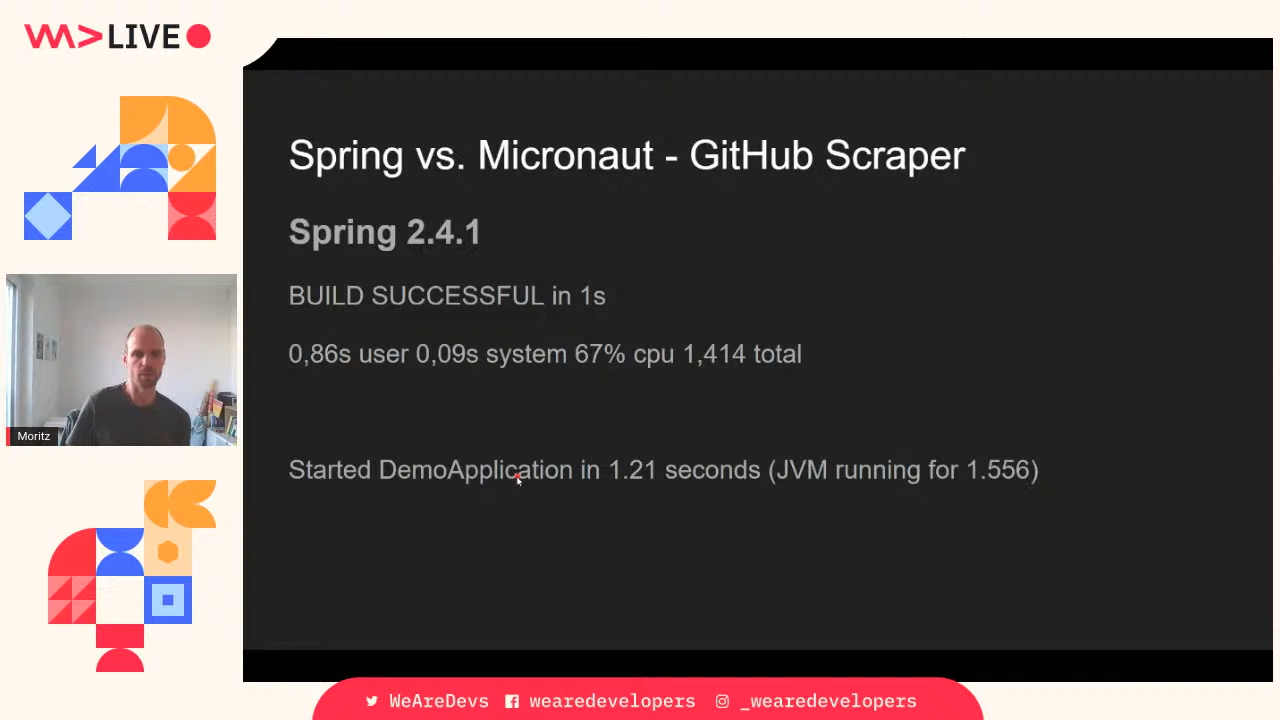 LIVE
Spring vs. Micronaut - GitHub Scraper
Spring 2.4.1
BUILD SUCCESSFUL in 1s
0,86s user 0,09s system 67% cpu 1,414 total
Started DemoApplication in 1.21 seconds (JVM running for 1.556)
Moritz
WeAreDevs wearedevelopers _wearedevelopers